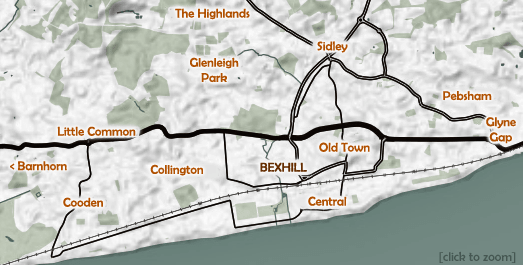 The Highlands
Sidley
Glenleigh
Park
Pebsham
Glyne
Gap
Little Common
Old Town
< Barnhorn
Collington
BEXHILL
Cooden
Central
[click to zoom]